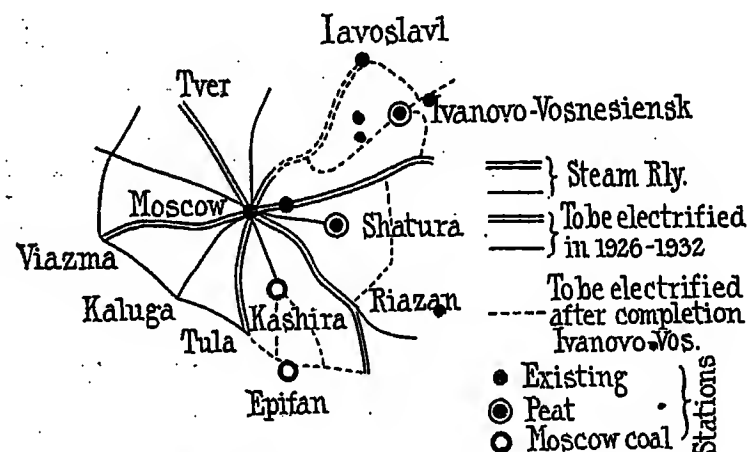 Iavoslavl
Tver
Ivanovo-Vosnesiensk
Moscow
Shatura
Viazma
Kaluga
Kashira
Riazan
Tula
Epifan
Steam Rly.
To be electrified
in 1926-1932
To be electrified
after completion
Ivanovo.Vos.
Existing
Peat
Moscow coal
Stations